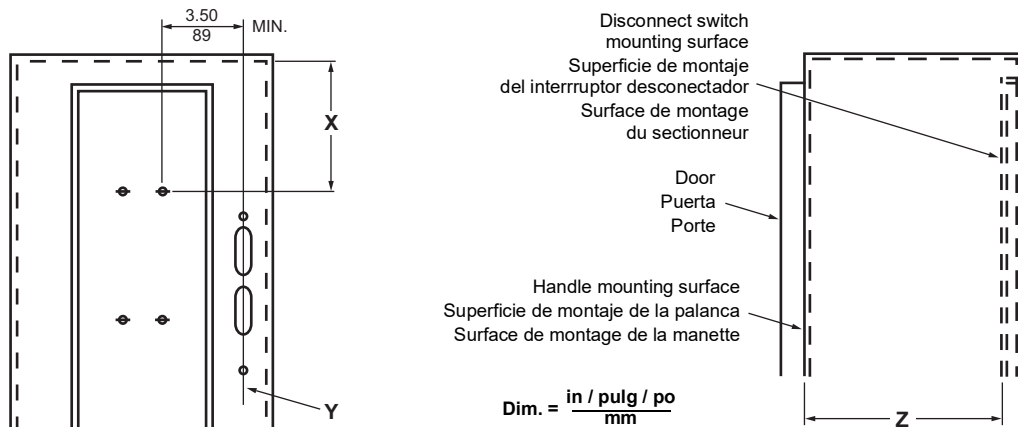 3.50
89
MIN.
X
Y
Disconnect switch
mounting surface
Superficie de montaje
del interrruptor desconectador
Surface de montage
du sectionneur
Door
Puerta
Porte
Handle mounting surface
Superficie de montaje de la palanca
Surface de montage de la manette
Dim. = in / pulg / po
mm
Z